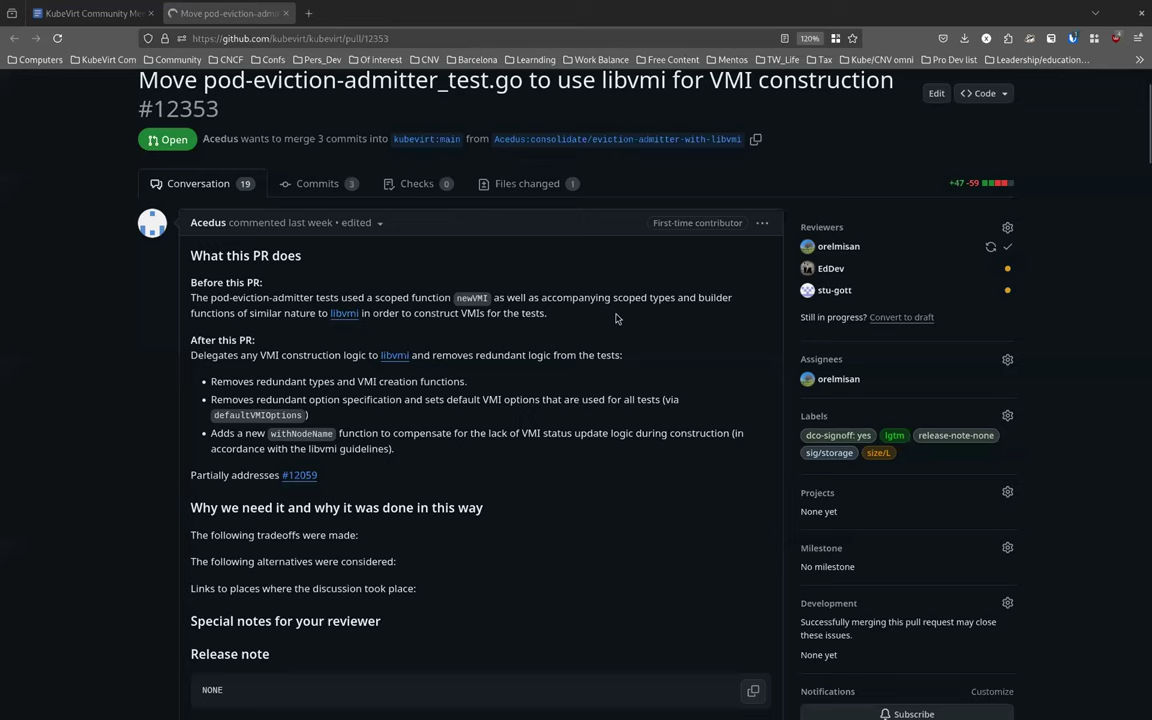 KubeVirt Community Me
Move pod-eviction-admi
https://github.com/kubevirt/kubevirt/pull/12353
120%
Computers KubeVirt Com Community CNCF Confs Pers_Dev Of interest CNV Barcelona Learnding Work Balance Free Content Mentos TW_Life Tax Kube/CNV omni Pro Dev list Leadership/education...
Move pod-eviction-admitter_test.go to use libvmi for VMI construction
#12353
Edit
<> Code
Open
Acedus wants to merge 3 commits into kubevirt:main from Acedus:consolidate/eviction-admitter-with-libvmi
Conversation 19
Commits 3
Checks 0
Files changed 1
+47 -59
Acedus commented last week • edited
First-time contributor
What this PR does
Before this PR:
The pod-eviction-admitter tests used a scoped function newVMI as well as accompanying scoped types and builder
functions of similar nature to libvmi in order to construct VMIs for the tests.
After this PR:
Delegates any VMI construction logic to libvmi and removes redundant logic from the tests:
• Removes redundant types and VMI creation functions.
• Removes redundant option specification and sets default VMI options that are used for all tests (via
defaultVMIOptions )
• Adds a new withNodeName function to compensate for the lack of VMI status update logic during construction (in
accordance with the libvmi guidelines).
Partially addresses #12059
Why we need it and why it was done in this way
The following tradeoffs were made:
The following alternatives were considered:
Links to places where the discussion took place:
Special notes for your reviewer
Release note
NONE
Reviewers
orelmisan
EdDev
stu-gott
Still in progress? Convert to draft
Assignees
orelmisan
Labels
dco-signoff: yes lgtm release-note-none
sig/storage size/L
Projects
None yet
Milestone
No milestone
Development
Successfully merging this pull request may close
these issues.
None yet
Notifications Customize
Subscribe